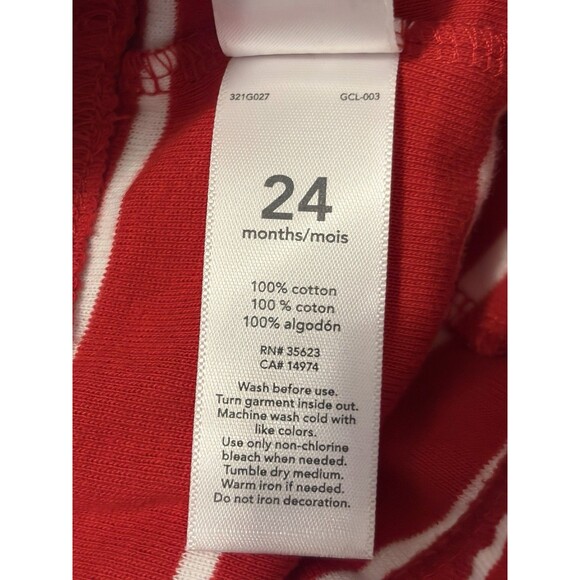 321G027 GCL-003
24
months/mois
100% cotton
100 % coton
100% algodón
RN# 35623
CA# 14974
Wash before use.
Turn garment inside out.
Machine wash cold with
like colors.
Use only non-chlorine
bleach when needed.
Tumble dry medium.
Warm iron if needed.
Do not iron decoration.